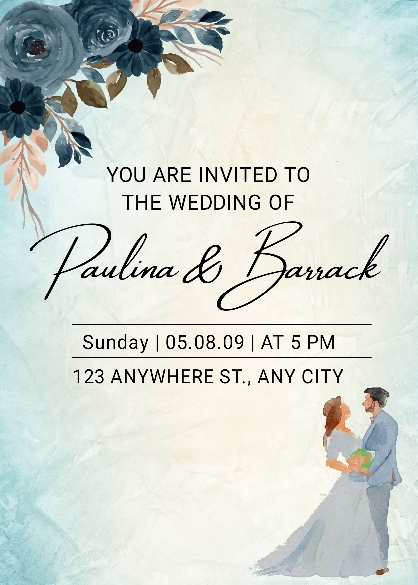 YOU ARE INVITED TO
THE WEDDING OF
Paulina & Barrack
Sunday | 05.08.09 | AT 5 PM
123 ANYWHERE ST., ANY CITY